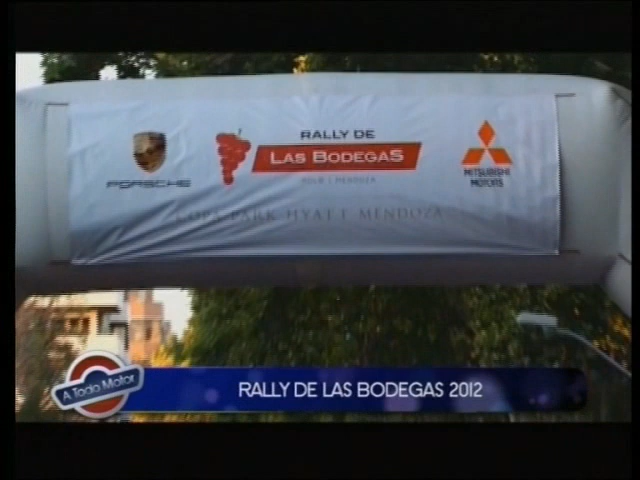 PORSCHE
RALLY DE
LAS BODEGAS
MITSUBISHI
MOTORS
COPA PARK HYATT MENDOZA
A Todo Motor
RALLY DE LAS BODEGAS 2012